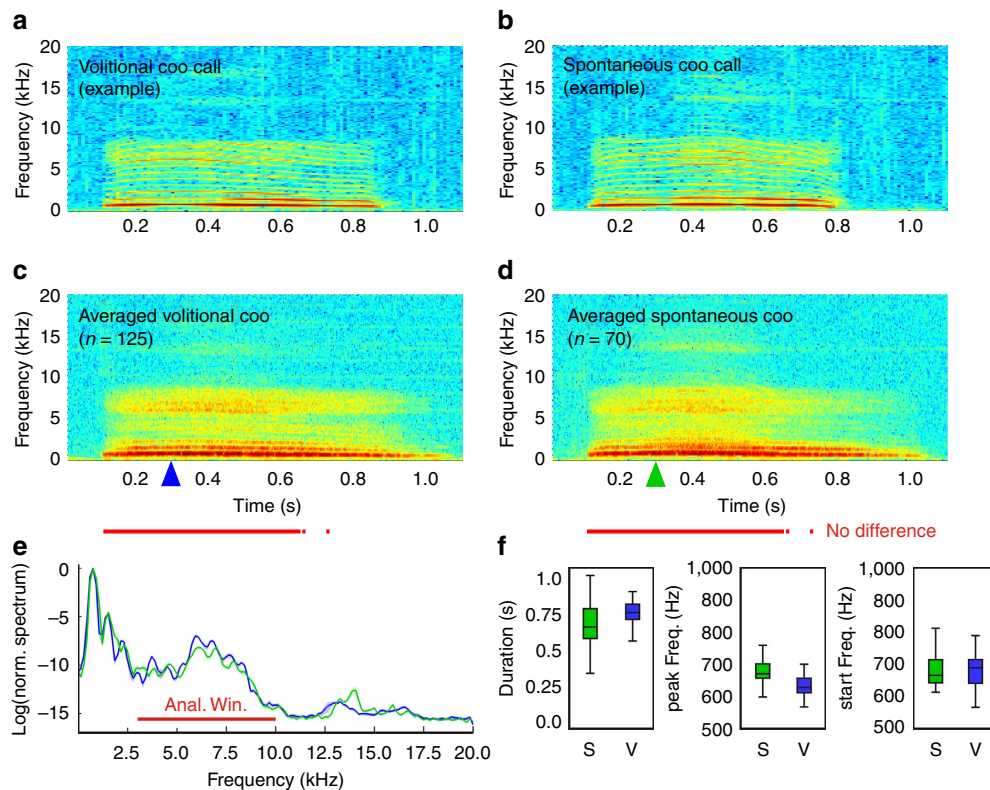 a
b
20
15
10
5
0
Frequency (kHz)
Volitional coo call
(example)
0.2 0.4 0.6 0.8 1.0
20
15
10
5
0
Frequency (kHz)
Spontaneous coo call
(example)
0.2 0.4 0.6 0.8 1.0
c
d
20
15
10
5
0
Frequency (kHz)
Averaged volitional coo
(n = 125)
0.2 0.4 0.6 0.8 1.0
Time (s)
20
15
10
5
0
Frequency (kHz)
Averaged spontaneous coo
(n = 70)
0.2 0.4 0.6 0.8 1.0
Time (s)
No difference
e
f
0
−5
−10
−15
Log(norm. spectrum)
Anal. Win.
2.5 5.0 7.5 10.0 12.5 15.0 17.5 20.0
Frequency (kHz)
1.0
0.75
0.5
0.25
0.0
Duration (s)
S V
1,000
800
800
700
600
500
peak Freq. (Hz)
S V
1,000
800
800
700
600
500
start Freq. (Hz)
S V